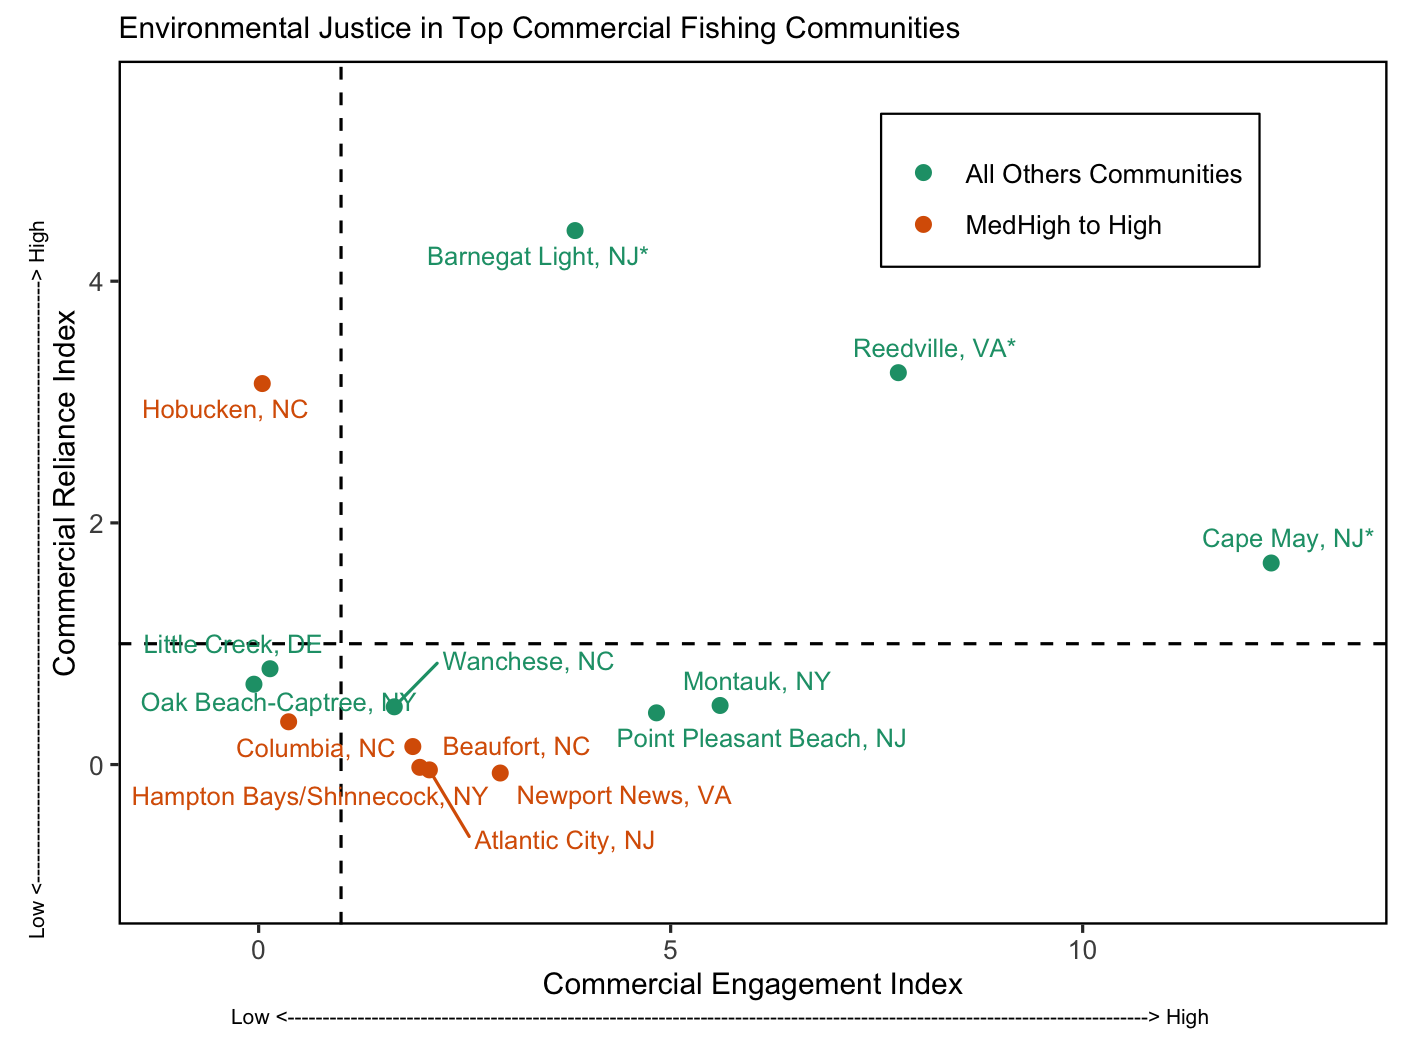 Environmental Justice in Top Commercial Fishing Communities
All Others Communities
MedHigh to High
Barnegat Light, NJ*
Reedville, VA*
Hobucken, NC
Cape May, NJ*
Little Creek, DE
Wanchese, NC
Montauk, NY
Oak Beach-Captree, NY
Point Pleasant Beach, NJ
Columbia, NC
Beaufort, NC
Hampton Bays/Shinnecock, NY
Newport News, VA
Atlantic City, NJ
4
2
0
Commercial Reliance Index
Low <--------------------------------------------------------------------------------------> High
0
5
10
Commercial Engagement Index
Low <----------------------------------------------------------------------------------------------------------------------------> High